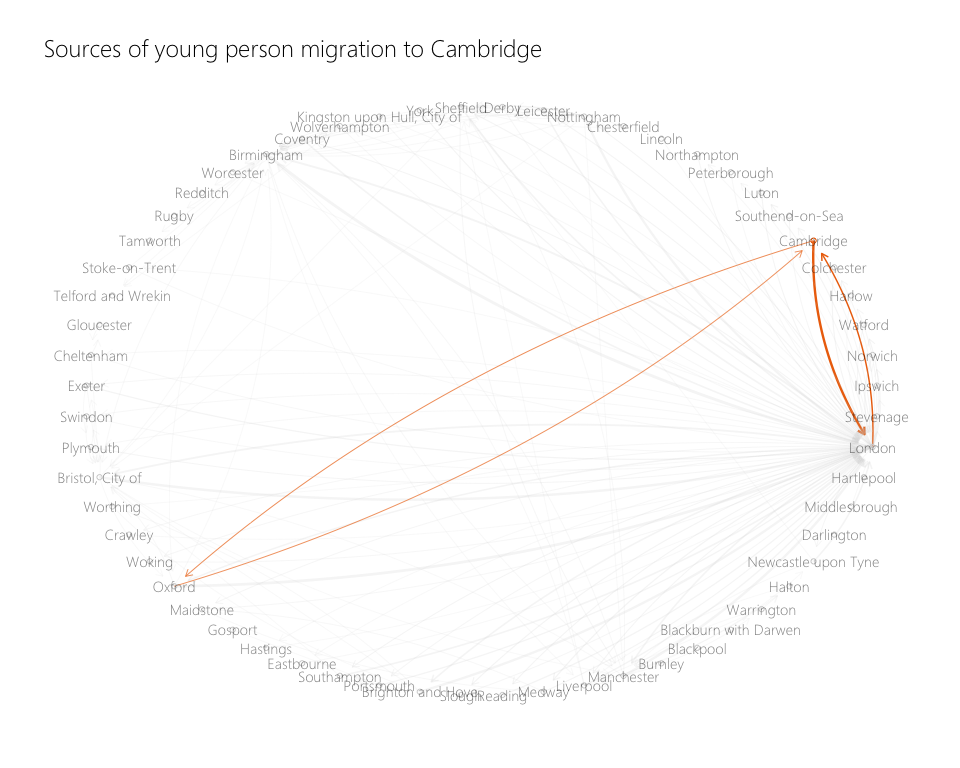 Sources of young person migration to Cambridge
Sheffield
Derby
York
Leicester
Kingston upon Hull, City of
Nottingham
Wolverhampton
Chesterfield
Coventry
Lincoln
Birmingham
Northampton
Worcester
Peterborough
Redditch
Luton
Rugby
Southend-on-Sea
Tamworth
Cambridge
Stoke-on-Trent
Colchester
Telford and Wrekin
Harlow
Gloucester
Watford
Cheltenham
Norwich
Exeter
Ipswich
Swindon
Stevenage
Plymouth
London
Bristol, City of
Hartlepool
Worthing
Middlesbrough
Crawley
Darlington
Woking
Newcastle upon Tyne
Oxford
Halton
Maidstone
Warrington
Gosport
Blackburn with Darwen
Hastings
Blackpool
Eastbourne
Burnley
Southampton
Manchester
Portsmouth
Liverpool
Brighton and Hove
Medway
Slough
Reading